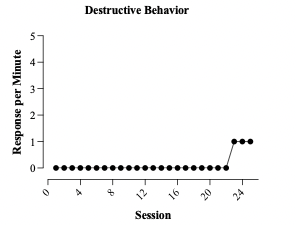 Destructive Behavior
Response per Minute
5
4
3
2
1
0
0 4 8 12 16 20 24
Session